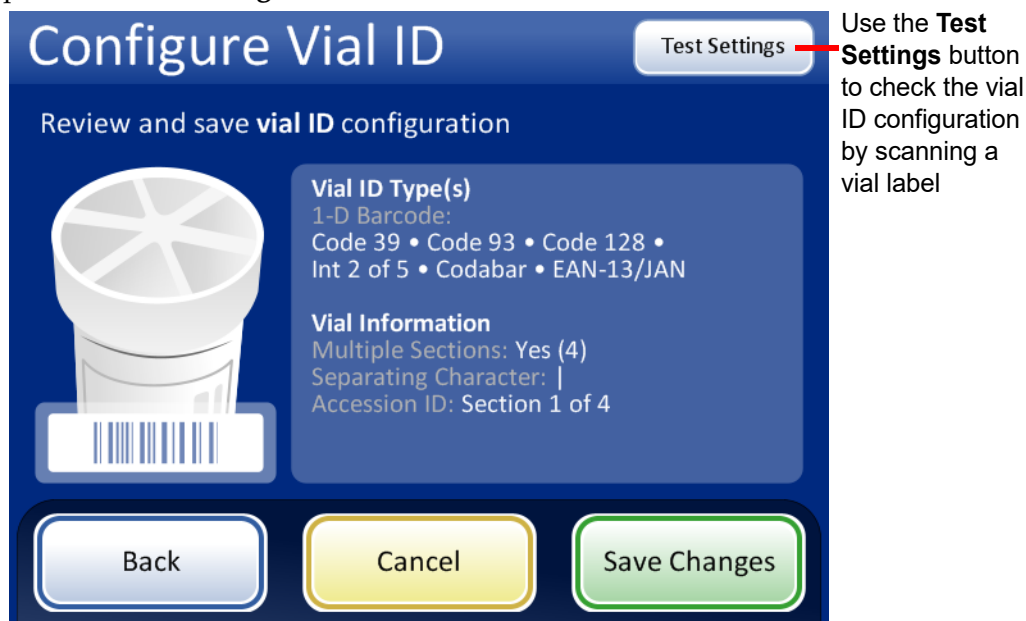 Configure Vial ID
Test Settings
Review and save vial ID configuration
Vial ID Type(s)
1-D Barcode:
Code 39 • Code 93 • Code 128 •
Int 2 of 5 • Codabar • EAN-13/JAN
Vial Information
Multiple Sections: Yes (4)
Separating Character: |
Accession ID: Section 1 of 4
Back
Cancel
Save Changes
Use the Test
Settings button
to check the vial
ID configuration
by scanning a
vial label